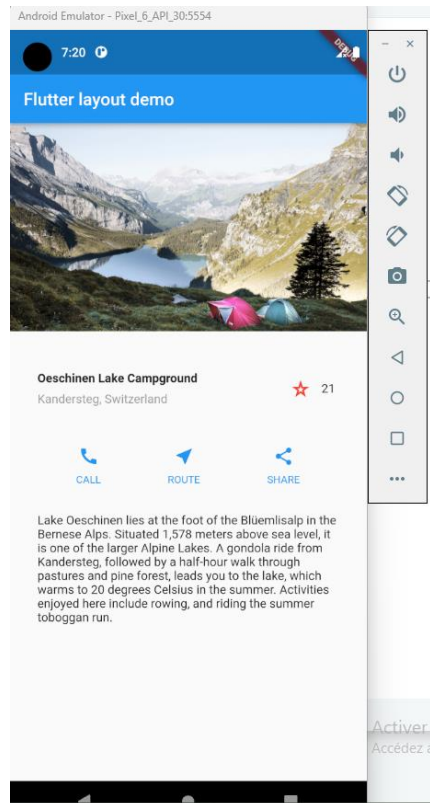 Android Emulator - Pixel_6_API_30:5554
7:20
DEBUG
Flutter layout demo
Oeschinen Lake Campground
21
Kandersteg, Switzerland
CALL
ROUTE
SHARE
Lake Oeschinen lies at the foot of the Blüemlisalp in the
Bernese Alps. Situated 1,578 meters above sea level, it
is one of the larger Alpine Lakes. A gondola ride from
Kandersteg, followed by a half-hour walk through
pastures and pine forest, leads you to the lake, which
warms to 20 degrees Celsius in the summer. Activities
enjoyed here include rowing, and riding the summer
toboggan run.
Activer
Accédez a